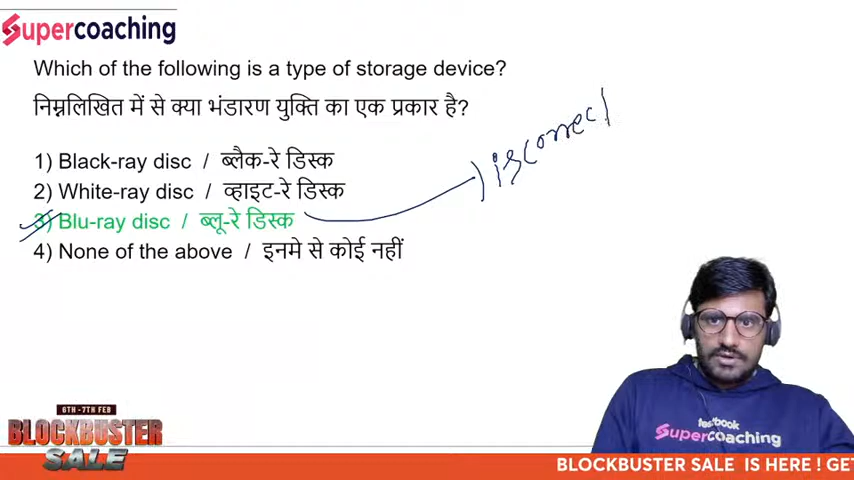 Supercoaching
Which of the following is a type of storage device?
निम्नलिखित में से क्या भंडारण युक्ति का एक प्रकार है?
1) Black-ray disc / ब्लैक-रे डिस्क
2) White-ray disc / व्हाइट-रे डिस्क
3) Blu-ray disc / ब्लू-रे डिस्क
4) None of the above / इनमे से कोई नहीं
is correct
testbook
Supercoaching
6TH -7TH FEB
BLOCKBUSTER
SALE
BLOCKBUSTER SALE IS HERE ! GET